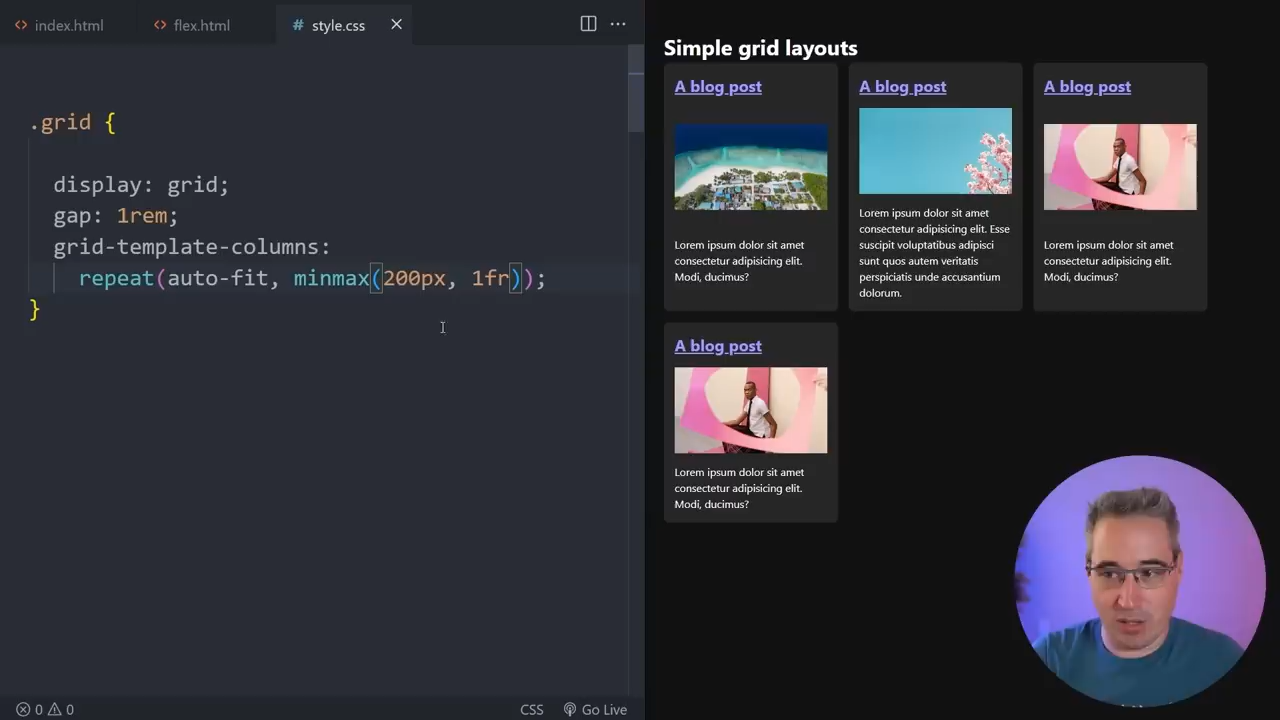 index.html
flex.html
# style.css
.grid {
display: grid;
gap: 1rem;
grid-template-columns:
repeat(auto-fit, minmax(200px, 1fr));
}
0 0
CSS
Go Live
Simple grid layouts
A blog post
Lorem ipsum dolor sit amet
consectetur adipisicing elit.
Modi, ducimus?
A blog post
Lorem ipsum dolor sit amet
consectetur adipisicing elit. Esse
suscipit voluptatibus adipisci
sunt quos autem veritatis
perspiciatis unde accusantium
dolorum.
A blog post
Lorem ipsum dolor sit amet
consectetur adipisicing elit.
Modi, ducimus?
A blog post
Lorem ipsum dolor sit amet
consectetur adipisicing elit.
Modi, ducimus?